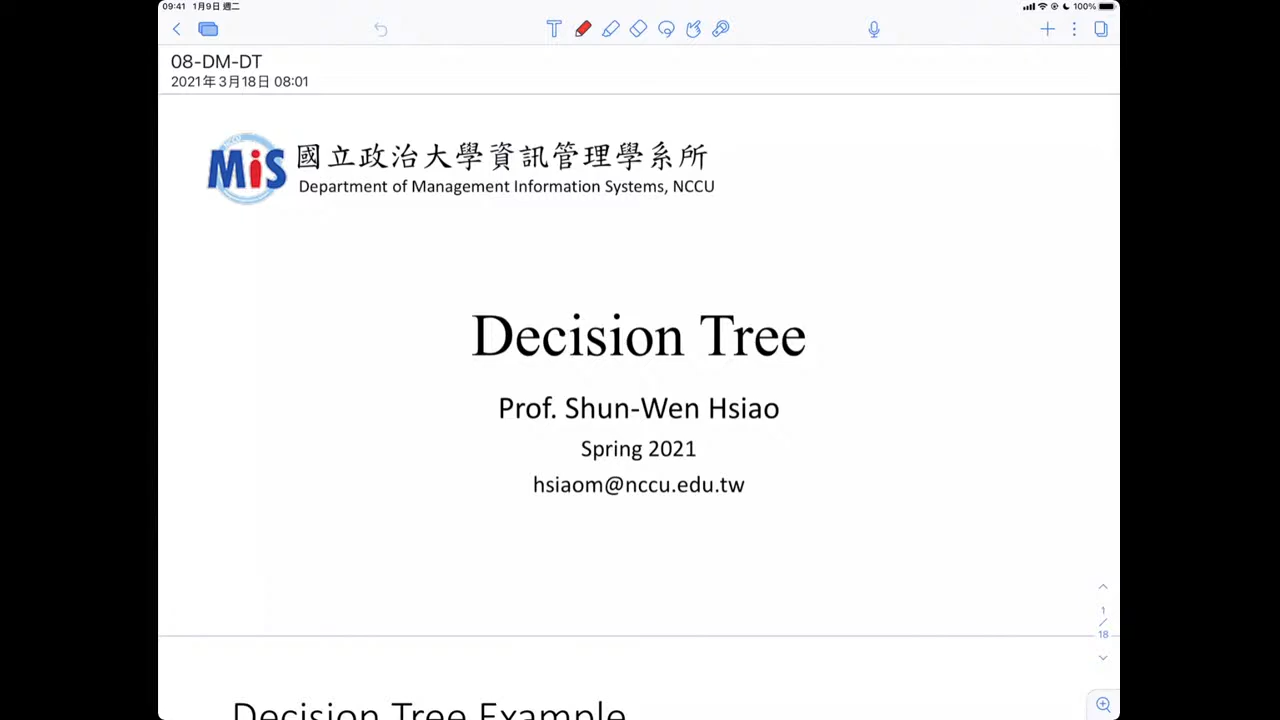 09:41 1月9日 週二
100%
T
08-DM-DT
2021年3月18日 08:01
MiS
國立政治大學資訊管理學系所
Department of Management Information Systems, NCCU
Decision Tree
Prof. Shun-Wen Hsiao
Spring 2021
hsiaom@nccu.edu.tw
1
/
18
Decision Tree Example